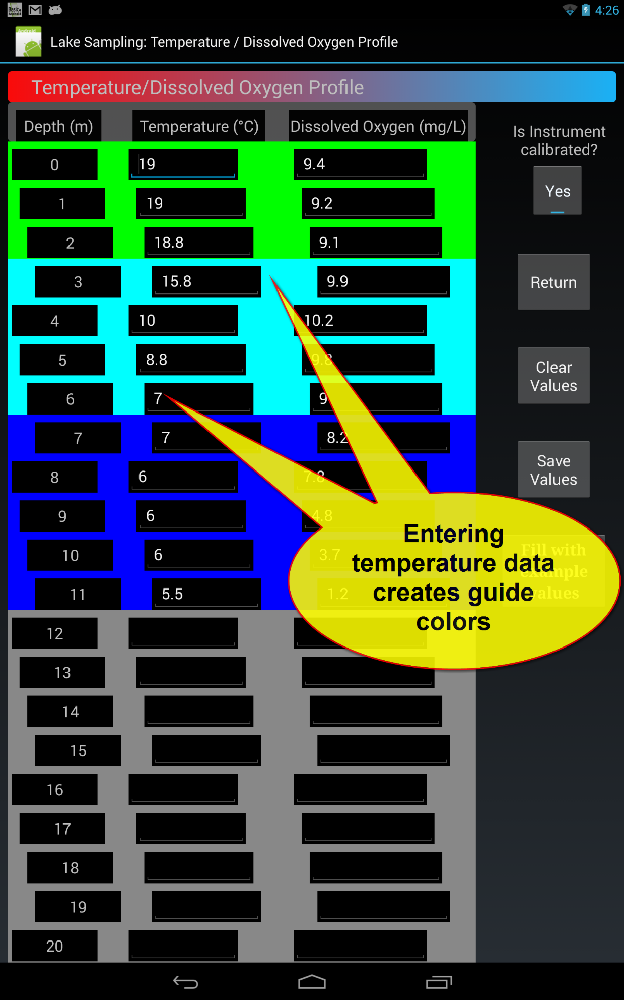 Basic4
Android
4:26
Android
Lake Sampling: Temperature / Dissolved Oxygen Profile
Temperature/Dissolved Oxygen Profile
Depth (m) Temperature (°C) Dissolved Oxygen (mg/L)
0 19 9.4
1 19 9.2
2 18.8 9.1
3 15.8 9.9
4 10 10.2
5 8.8 9.8
6 7 9
7 7 8.2
8 6 7.8
9 6 4.8
10 6 3.7
11 5.5 1.2
12
13
14
15
16
17
18
19
20
Is Instrument
calibrated?
Yes
Return
Clear
Values
Save
Values
Fill with
example
values
Entering
temperature data
creates guide
colors